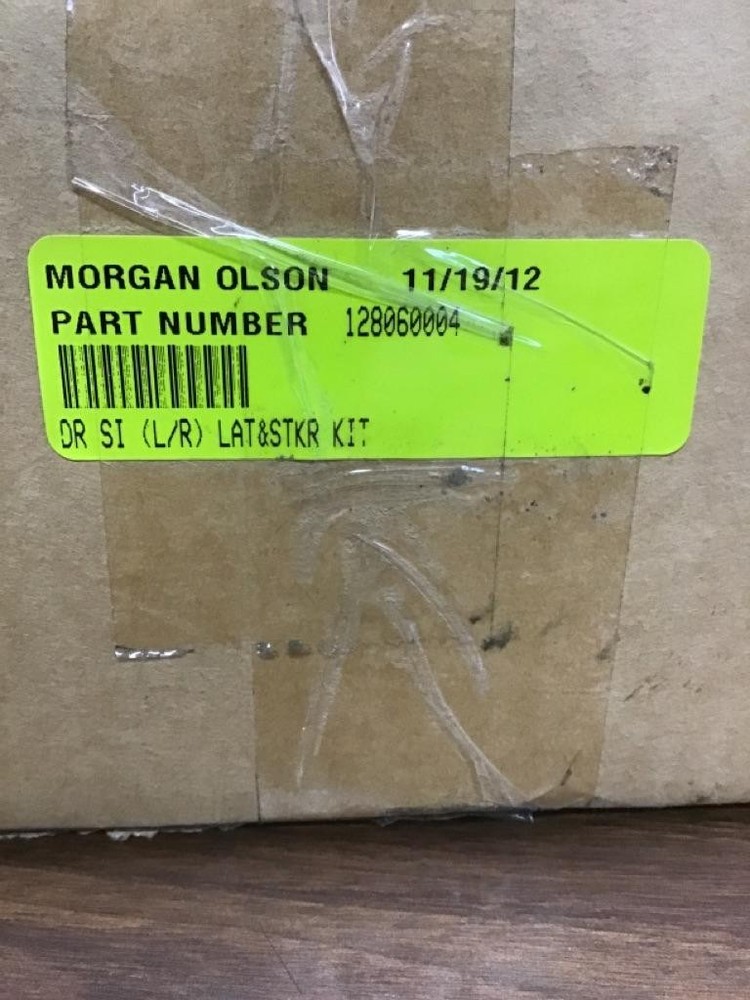 MORGAN OLSON 11/19/12
PART NUMBER 128060004
DR SI (L/R) LAT&STKR KIT